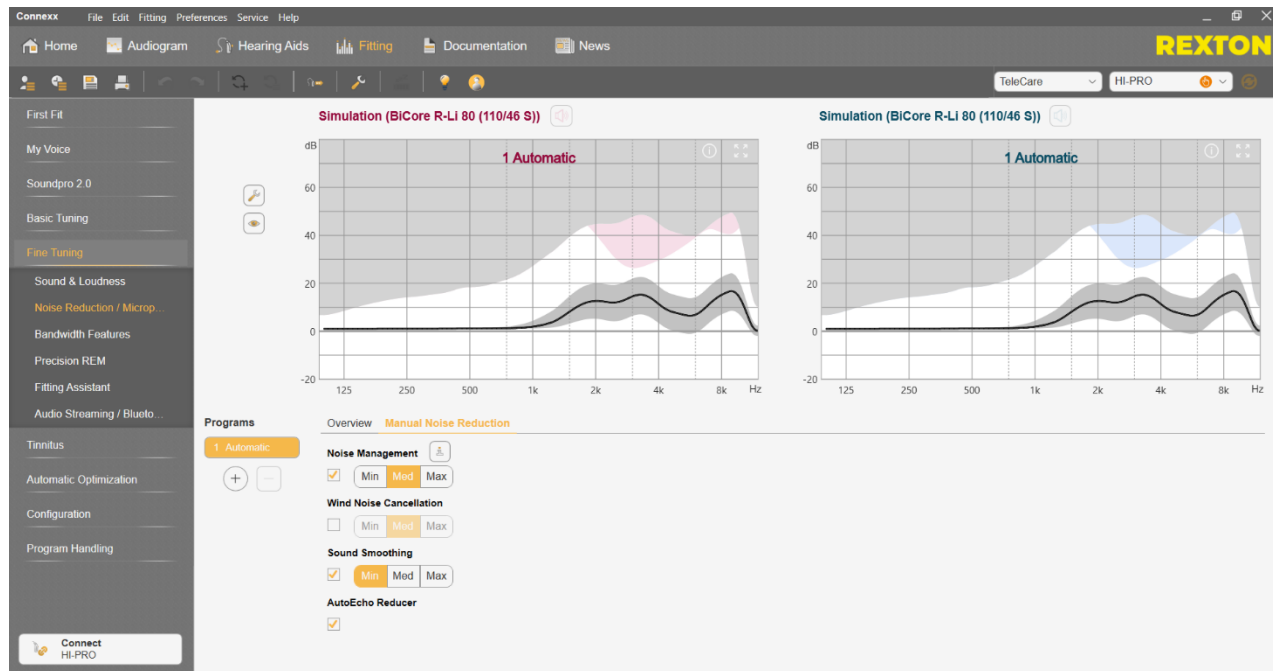 Connexx File Edit Fitting Preferences Service Help
Home Audiogram Hearing Aids Fitting Documentation News REXTON
TeleCare HI-PRO
First Fit
My Voice
Soundpro 2.0
Basic Tuning
Fine Tuning
Sound & Loudness
Noise Reduction / Microp...
Bandwidth Features
Precision REM
Fitting Assistant
Audio Streaming / Blueto...
Tinnitus
Automatic Optimization
Configuration
Program Handling
Connect
HI-PRO
Simulation (BiCore R-Li 80 (110/46 S))
dB
1 Automatic
60
40
20
0
-20
125 250 500 1k 2k 4k 8k Hz
Simulation (BiCore R-Li 80 (110/46 S))
dB
1 Automatic
60
40
20
0
-20
125 250 500 1k 2k 4k 8k Hz
Programs
1 Automatic
Overview Manual Noise Reduction
Noise Management
Min Med Max
Wind Noise Cancellation
Min Med Max
Sound Smoothing
Min Med Max
AutoEcho Reducer